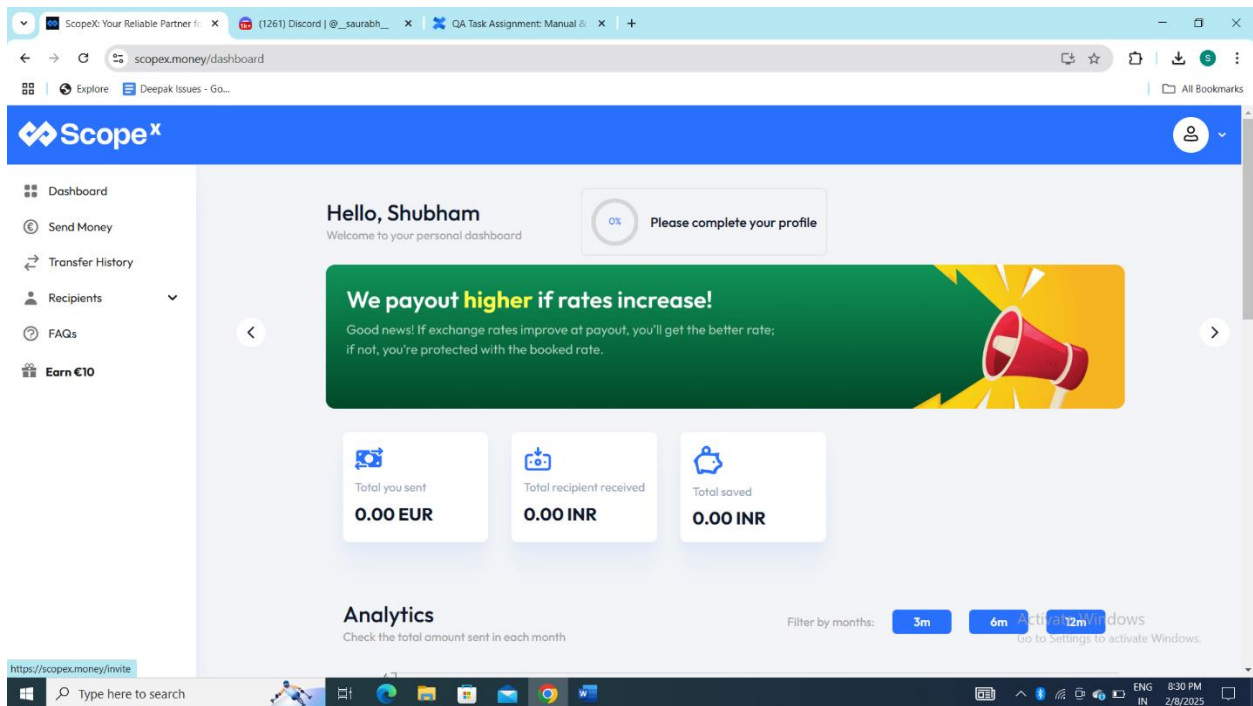 ScopeX: Your Reliable Partner fo
(1261) Discord | @_saurabh_
QA Task Assignment: Manual &
scopex.money/dashboard
Explore
Deepak Issues - Go...
All Bookmarks
S
Scope X
Dashboard
Send Money
Transfer History
Recipients
FAQs
Earn €10
Hello, Shubham
Welcome to your personal dashboard
0%
Please complete your profile
We payout higher if rates increase!
Good news! If exchange rates improve at payout, you'll get the better rate;
if not, you're protected with the booked rate.
Total you sent
0.00 EUR
Total recipient received
0.00 INR
Total saved
0.00 INR
Analytics
Check the total amount sent in each month
Filter by months:
3m
6m
12m
Activate Windows
Go to Settings to activate Windows.
https://scopex.money/invite
Type here to search
ENG
IN
8:30 PM
2/8/2025